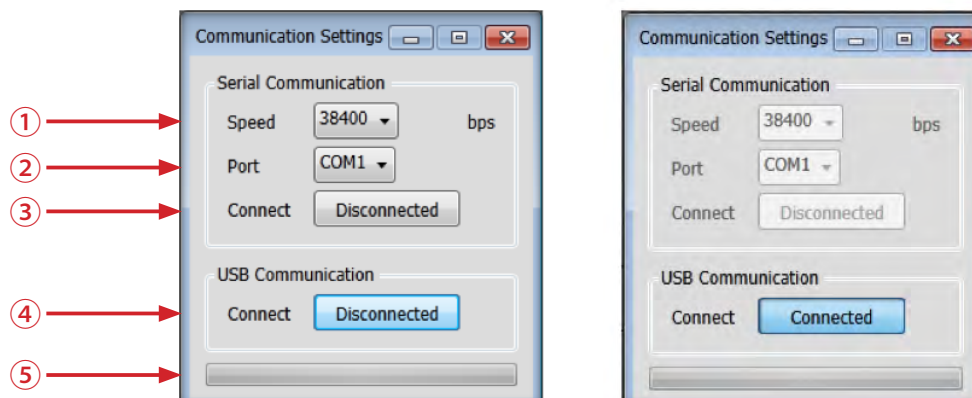 Communication Settings
Serial Communication
① Speed 38400 bps
② Port COM1
③ Connect Disconnected
USB Communication
④ Connect Disconnected
⑤
Communication Settings
Serial Communication
Speed 38400 bps
Port COM1
Connect Disconnected
USB Communication
Connect Connected